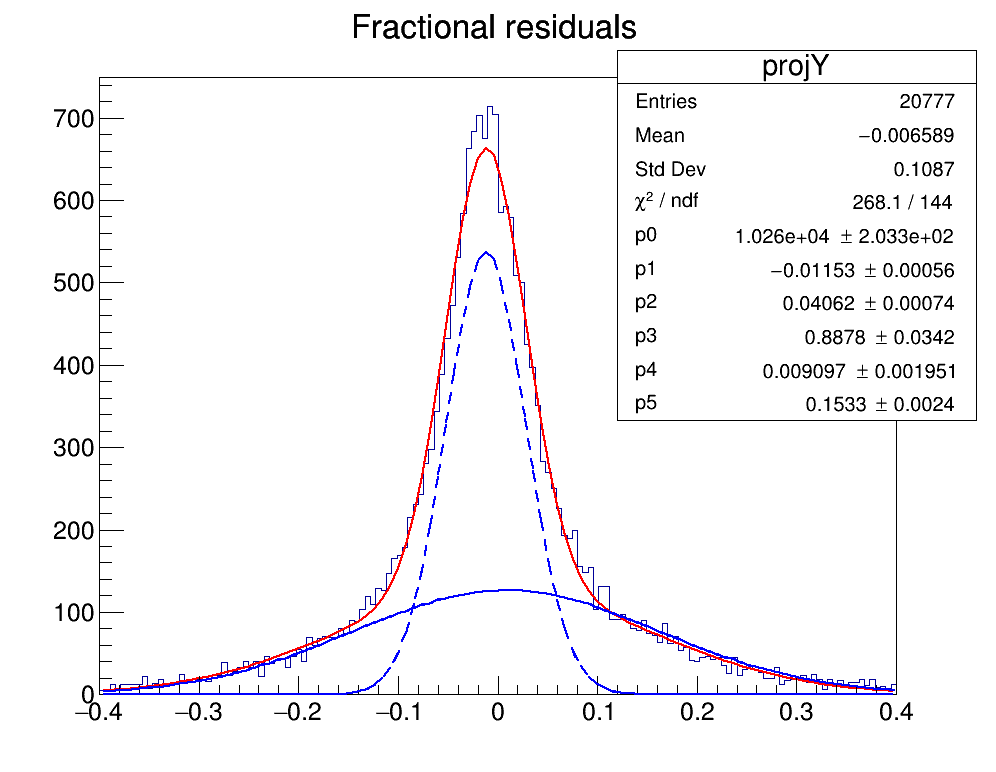 Fractional residuals
projY
Entries 20777
Mean −0.006589
Std Dev 0.1087
χ² / ndf 268.1 / 144
p0 1.026e+04 ± 2.033e+02
p1 −0.01153 ± 0.00056
p2 0.04062 ± 0.00074
p3 0.8878 ± 0.0342
p4 0.009097 ± 0.001951
p5 0.1533 ± 0.0024
700
600
500
400
300
200
100
0
−0.4 −0.3 −0.2 −0.1 0 0.1 0.2 0.3 0.4